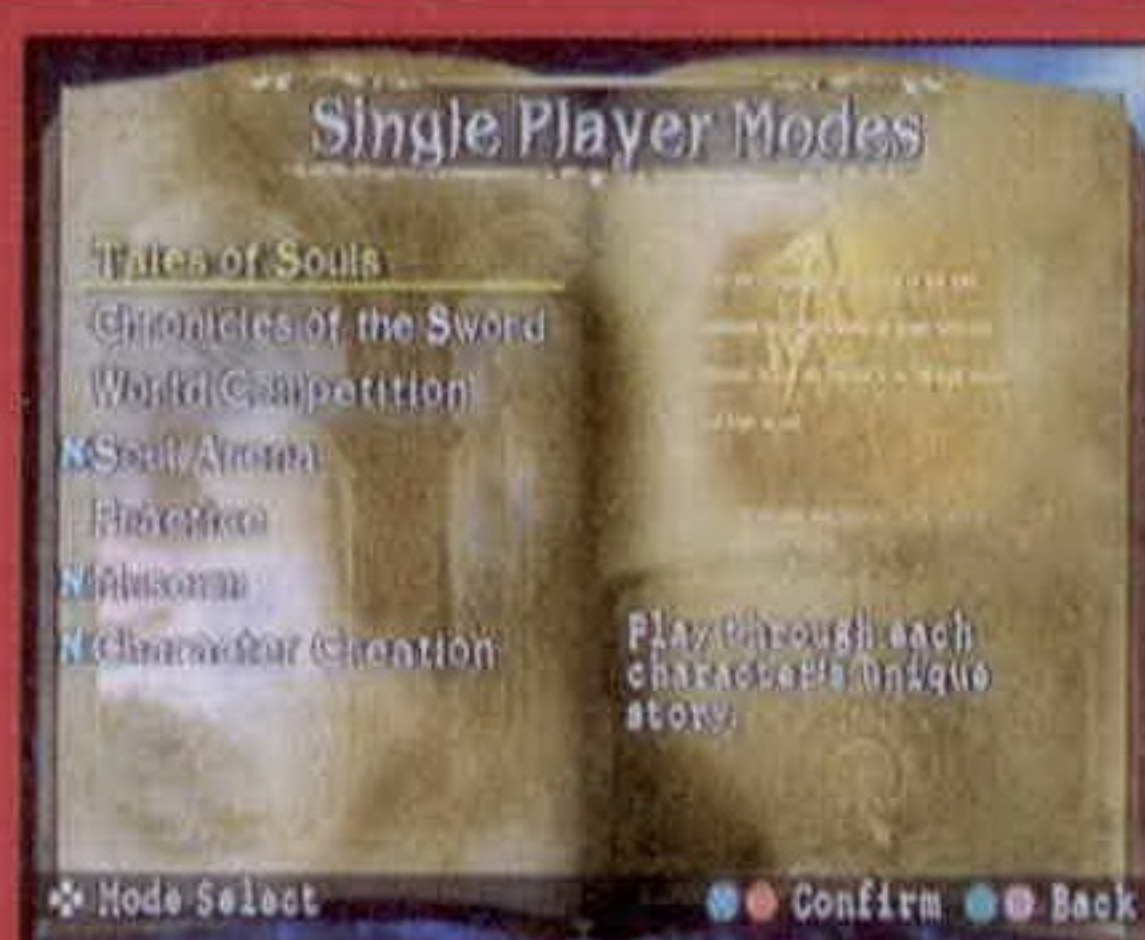 Single Player Modes
Tales of Souls
Chronicles of the Sword
World Competition
Soul Arena
Practice
Museum
Character Creation
Play through each
character's unique
story.
Mode Select
Confirm Back